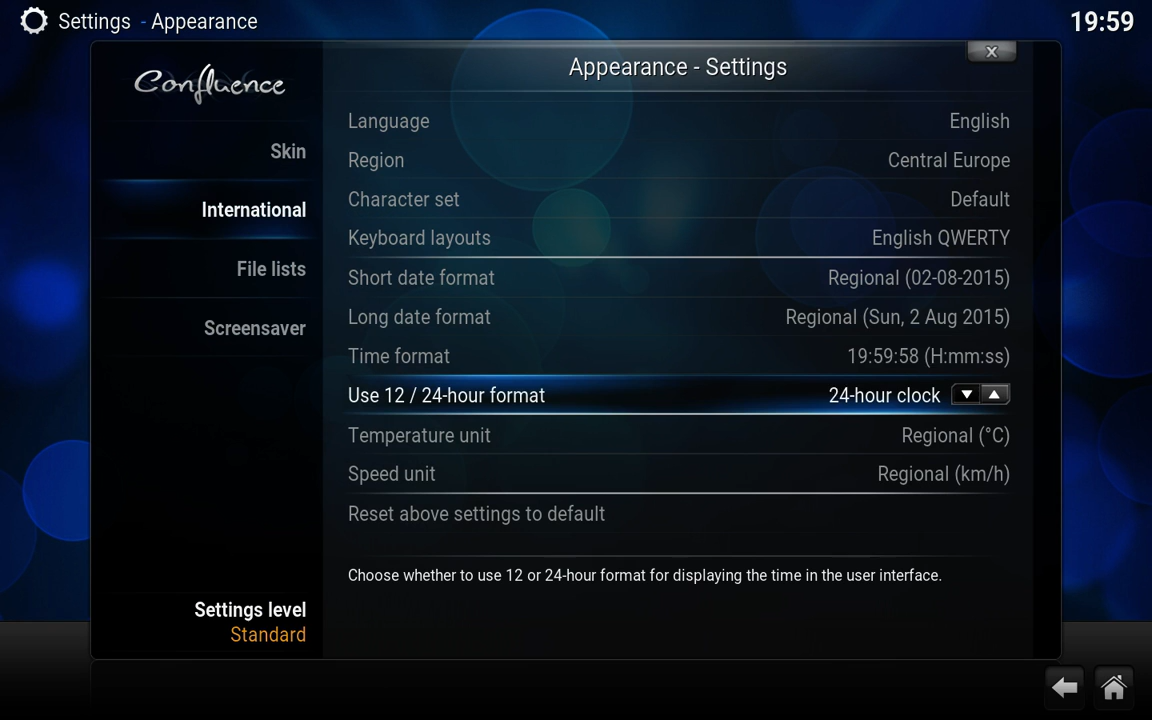 Settings - Appearance
19:59
Confluence
Appearance - Settings
x
Skin
International
File lists
Screensaver
Language English
Region Central Europe
Character set Default
Keyboard layouts English QWERTY
Short date format Regional (02-08-2015)
Long date format Regional (Sun, 2 Aug 2015)
Time format 19:59:58 (H:mm:ss)
Use 12 / 24-hour format 24-hour clock
Temperature unit Regional (°C)
Speed unit Regional (km/h)
Reset above settings to default
Choose whether to use 12 or 24-hour format for displaying the time in the user interface.
Settings level
Standard